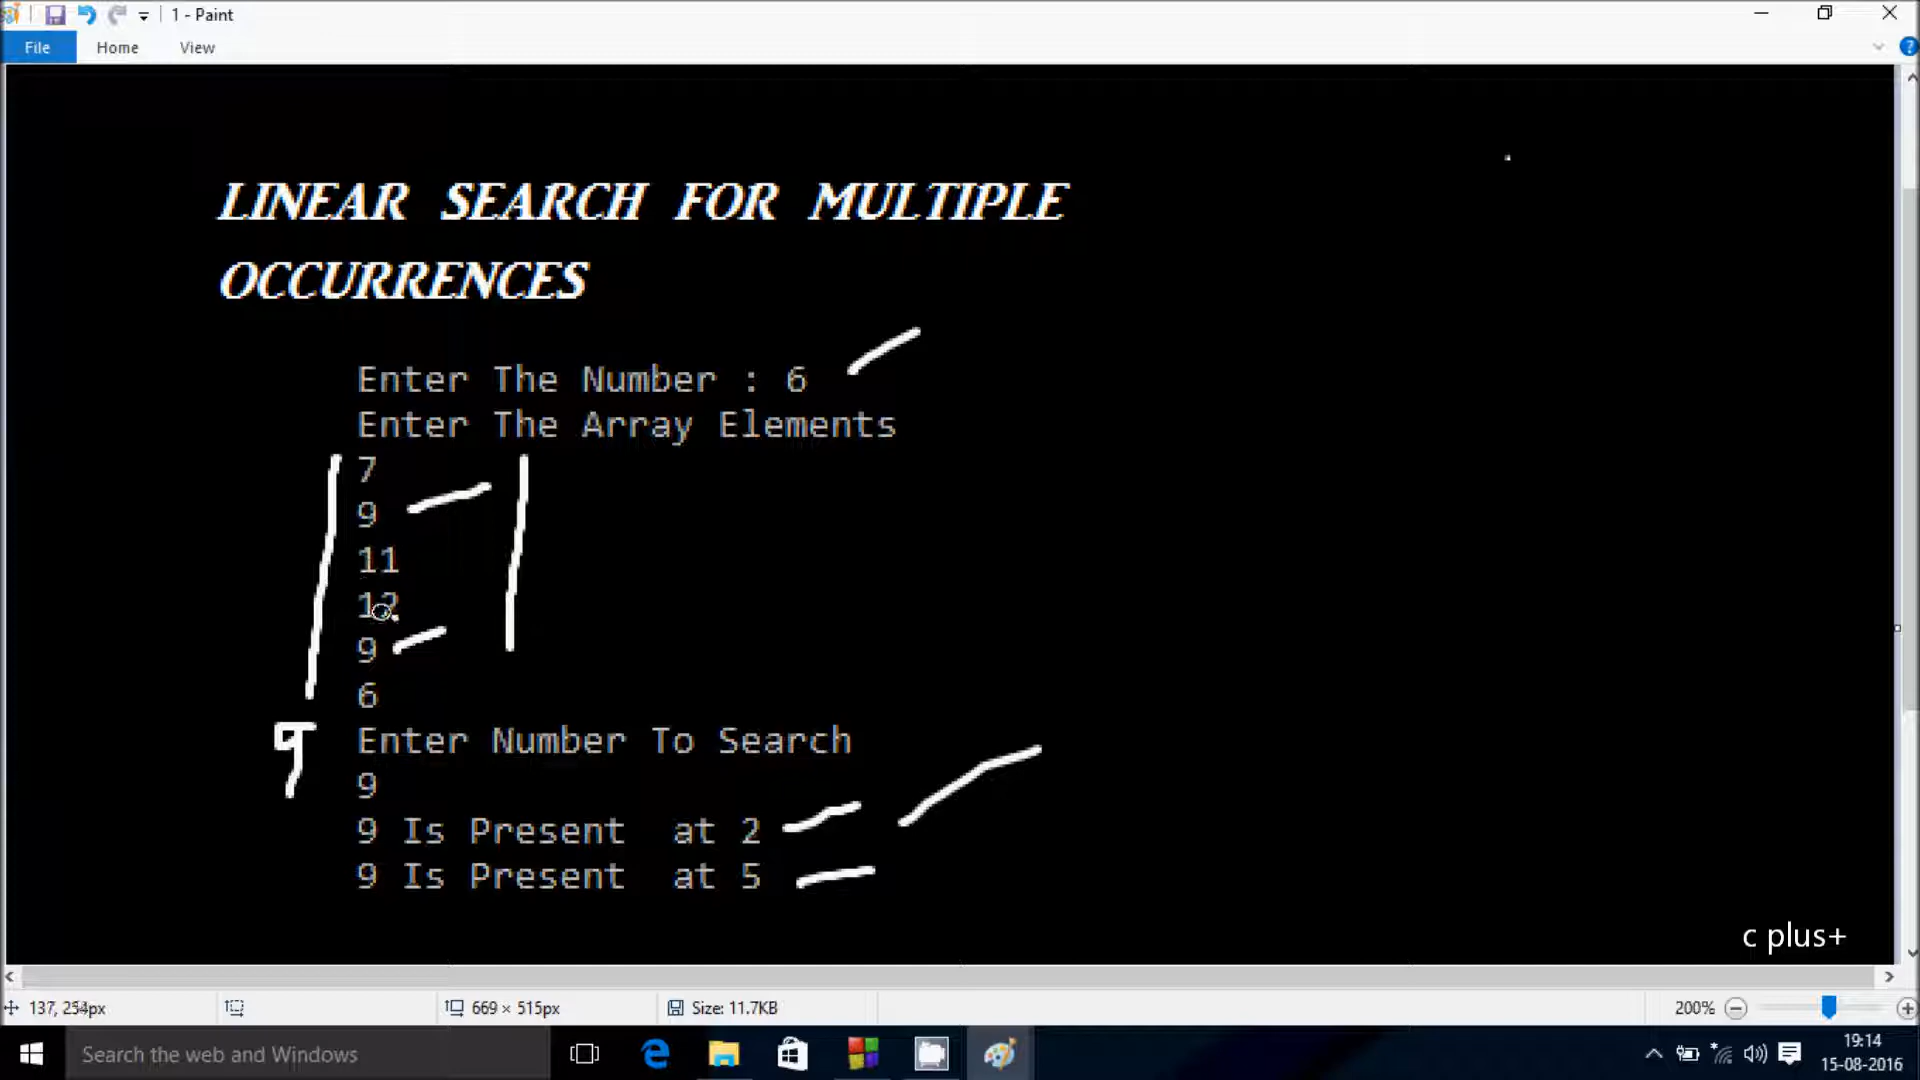 1 - Paint
File Home View
LINEAR SEARCH FOR MULTIPLE
OCCURRENCES
Enter The Number : 6
Enter The Array Elements
7
9
11
12
9
6
9
Enter Number To Search
9
9 Is Present at 2
9 Is Present at 5
c plus+
137, 254px 669 × 515px Size: 11.7KB 200%
Search the web and Windows
19:14
15-08-2016